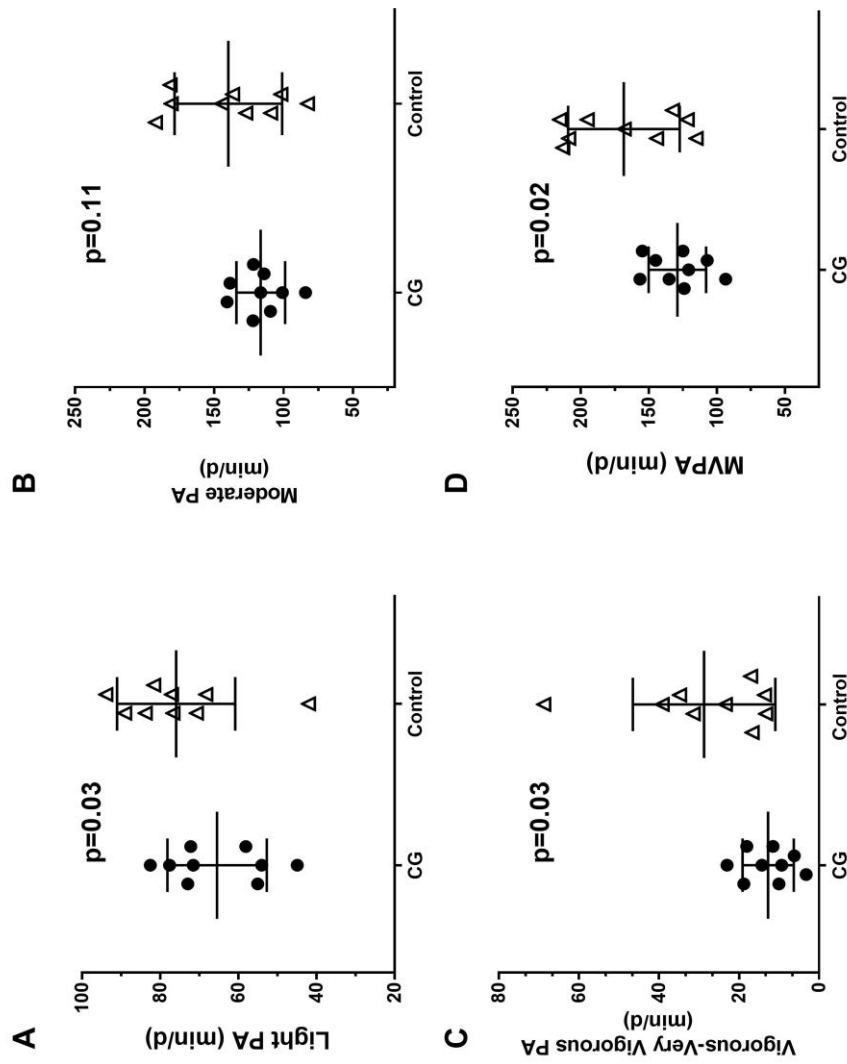 A
Light PA (min/d)
100
80
60
40
20
p=0.03
CG
Control
B
Moderate PA
(min/d)
250
200
150
100
50
p=0.11
CG
Control
C
Vigorous-Very Vigorous PA
(min/d)
80
60
40
20
0
p=0.03
CG
Control
D
MVPA (min/d)
250
200
150
100
50
p=0.02
CG
Control